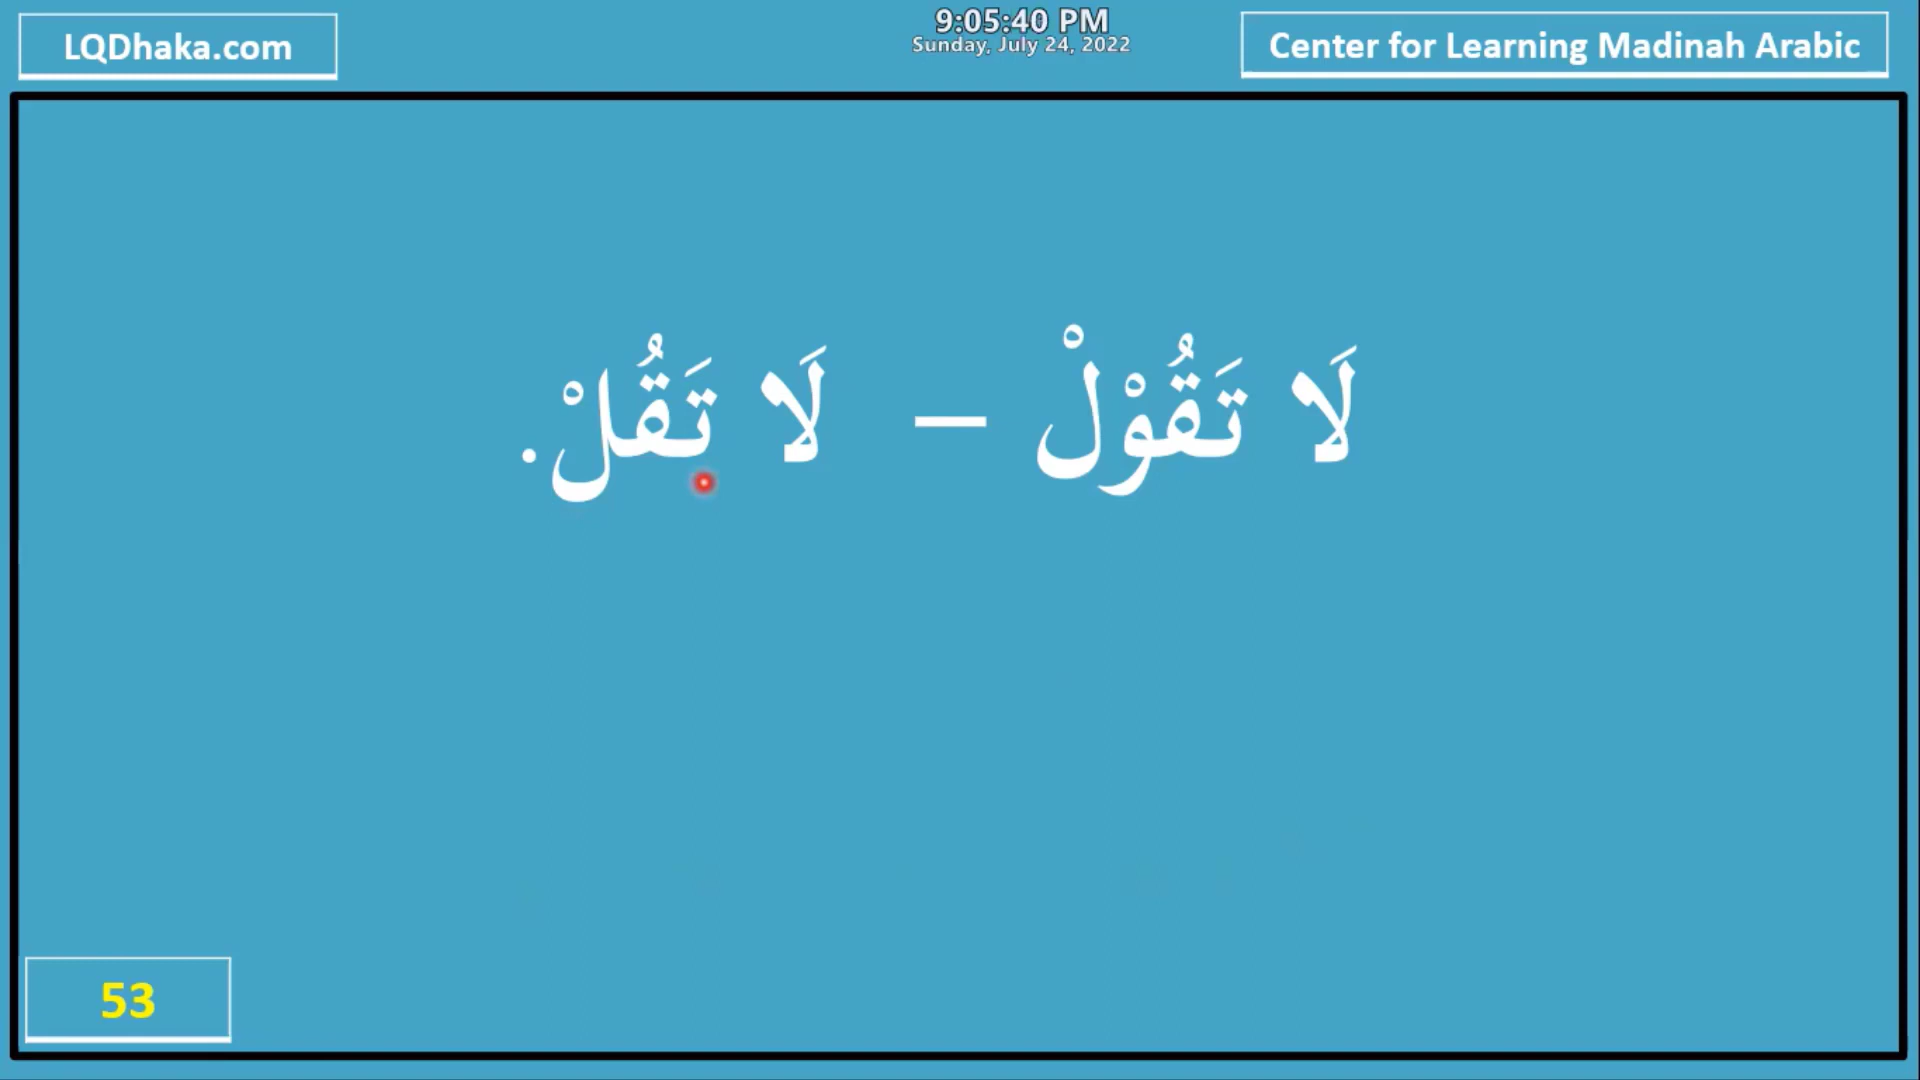 LQDhaka.com
9:05:40 PM
Sunday, July 24, 2022
Center for Learning Madinah Arabic
لَا تَقُوْلْ – لَا تَقُلْ.
53